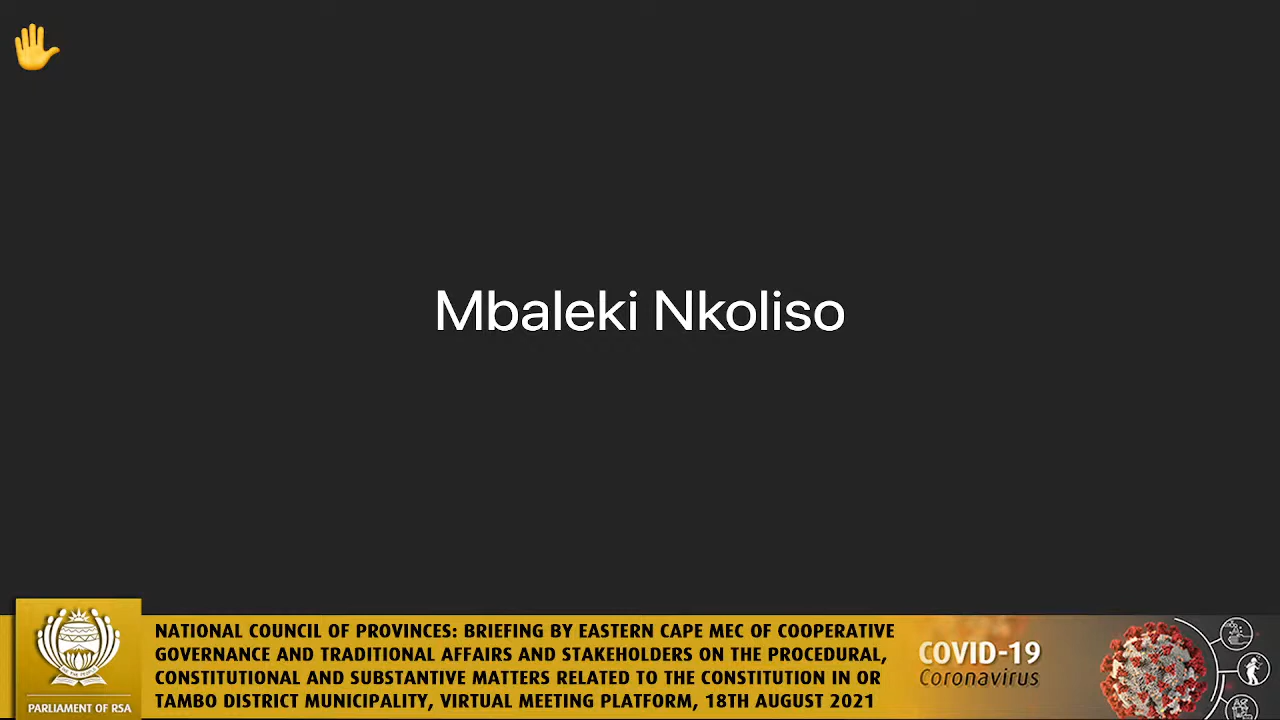 Mbaleki Nkoliso
NATIONAL COUNCIL OF PROVINCES: BRIEFING BY EASTERN CAPE MEC OF COOPERATIVE
GOVERNANCE AND TRADITIONAL AFFAIRS AND STAKEHOLDERS ON THE PROCEDURAL,
CONSTITUTIONAL AND SUBSTANTIVE MATTERS RELATED TO THE CONSTITUTION IN OR
TAMBO DISTRICT MUNICIPALITY, VIRTUAL MEETING PLATFORM, 18TH AUGUST 2021
PARLIAMENT OF RSA
COVID-19
Coronavirus